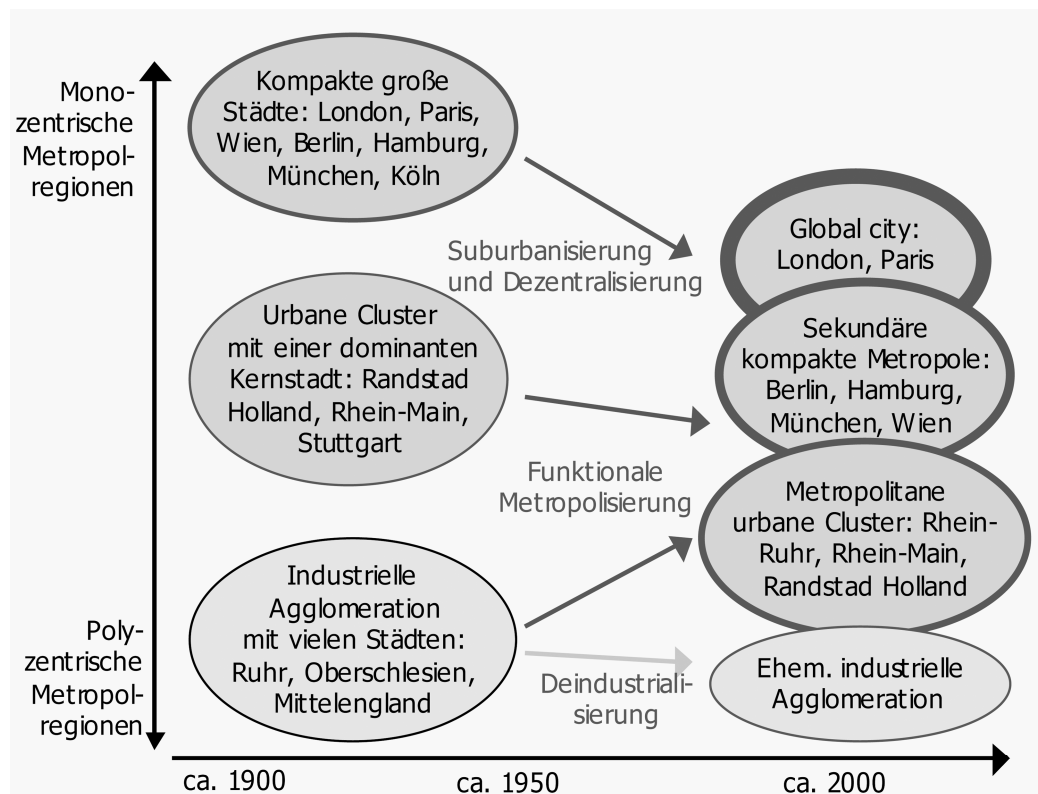 Mono-
zentrische
Metropol-
regionen
Kompakte große
Städte: London, Paris,
Wien, Berlin, Hamburg,
München, Köln
Suburbanisierung
und Dezentralisierung
Global city:
London, Paris
Urbane Cluster
mit einer dominanten
Kernstadt: Randstad
Holland, Rhein-Main,
Stuttgart
Sekundäre
kompakte Metropole:
Berlin, Hamburg,
München, Wien
Funktionale
Metropolisierung
Metropolitane
urbane Cluster: Rhein-
Ruhr, Rhein-Main,
Randstad Holland
Poly-
zentrische
Metropol-
regionen
Industrielle
Agglomeration
mit vielen Städten:
Ruhr, Oberschlesien,
Mittelengland
Deindustriali-
sierung
Ehem. industrielle
Agglomeration
ca. 1900
ca. 1950
ca. 2000